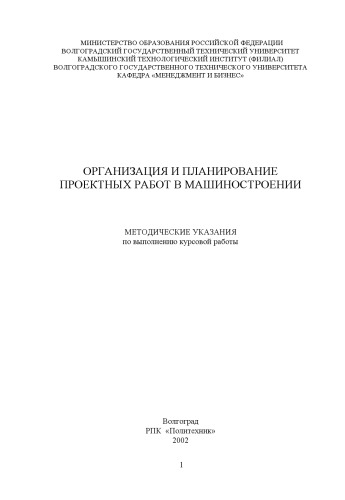 МИНИСТЕРСТВО ОБРАЗОВАНИЯ РОССИЙСКОЙ ФЕДЕРАЦИИ
ВОЛГОГРАДСКИЙ ГОСУДАРСТВЕННЫЙ ТЕХНИЧЕСКИЙ УНИВЕРСИТЕТ
КАМЫШИНСКИЙ ТЕХНОЛОГИЧЕСКИЙ ИНСТИТУТ (ФИЛИАЛ)
ВОЛГОГРАДСКОГО ГОСУДАРСТВЕННОГО ТЕХНИЧЕСКОГО УНИВЕРСИТЕТА
КАФЕДРА «МЕНЕДЖМЕНТ И БИЗНЕС»
ОРГАНИЗАЦИЯ И ПЛАНИРОВАНИЕ
ПРОЕКТНЫХ РАБОТ В МАШИНОСТРОЕНИИ
МЕТОДИЧЕСКИЕ УКАЗАНИЯ
по выполнению курсовой работы
Волгоград
РПК «Политехник»
2002
1